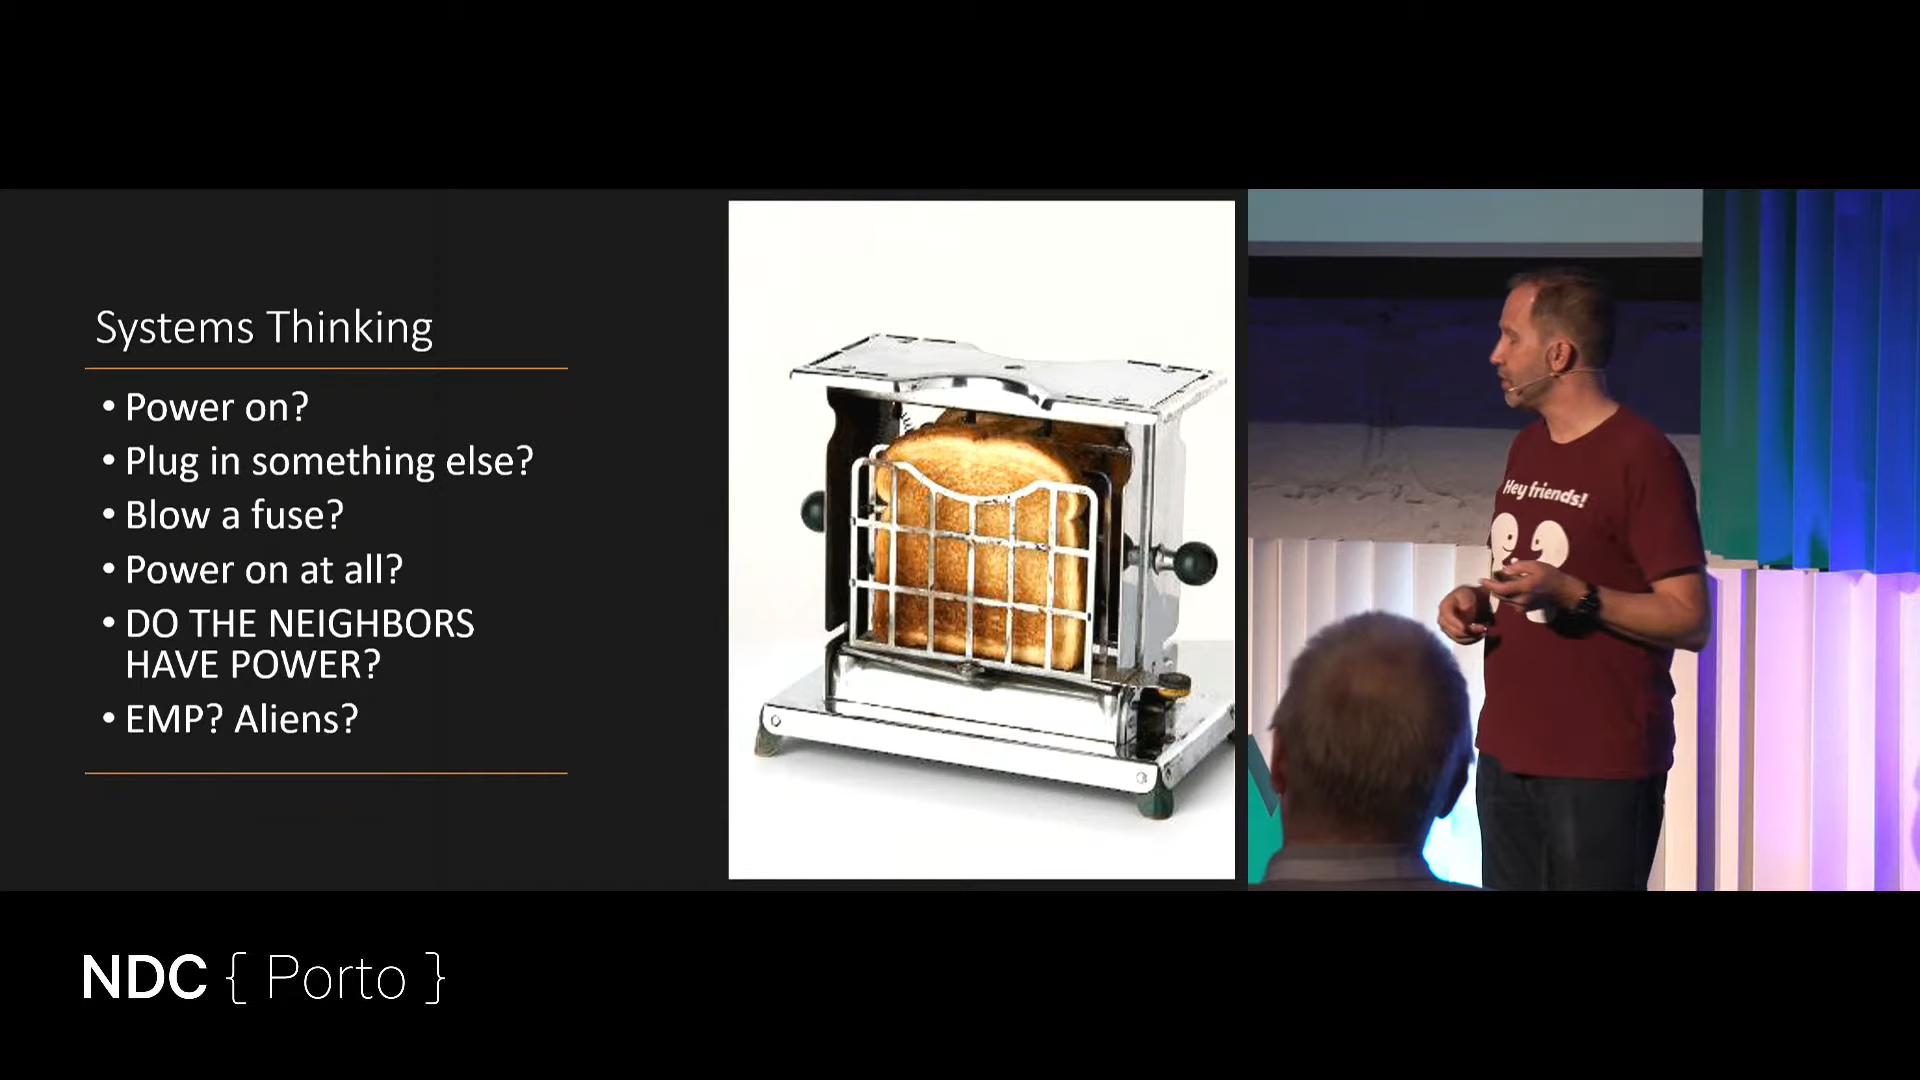 Systems Thinking
• Power on?
• Plug in something else?
• Blow a fuse?
• Power on at all?
• DO THE NEIGHBORS
HAVE POWER?
• EMP? Aliens?
Hey friends!
NDC { Porto }